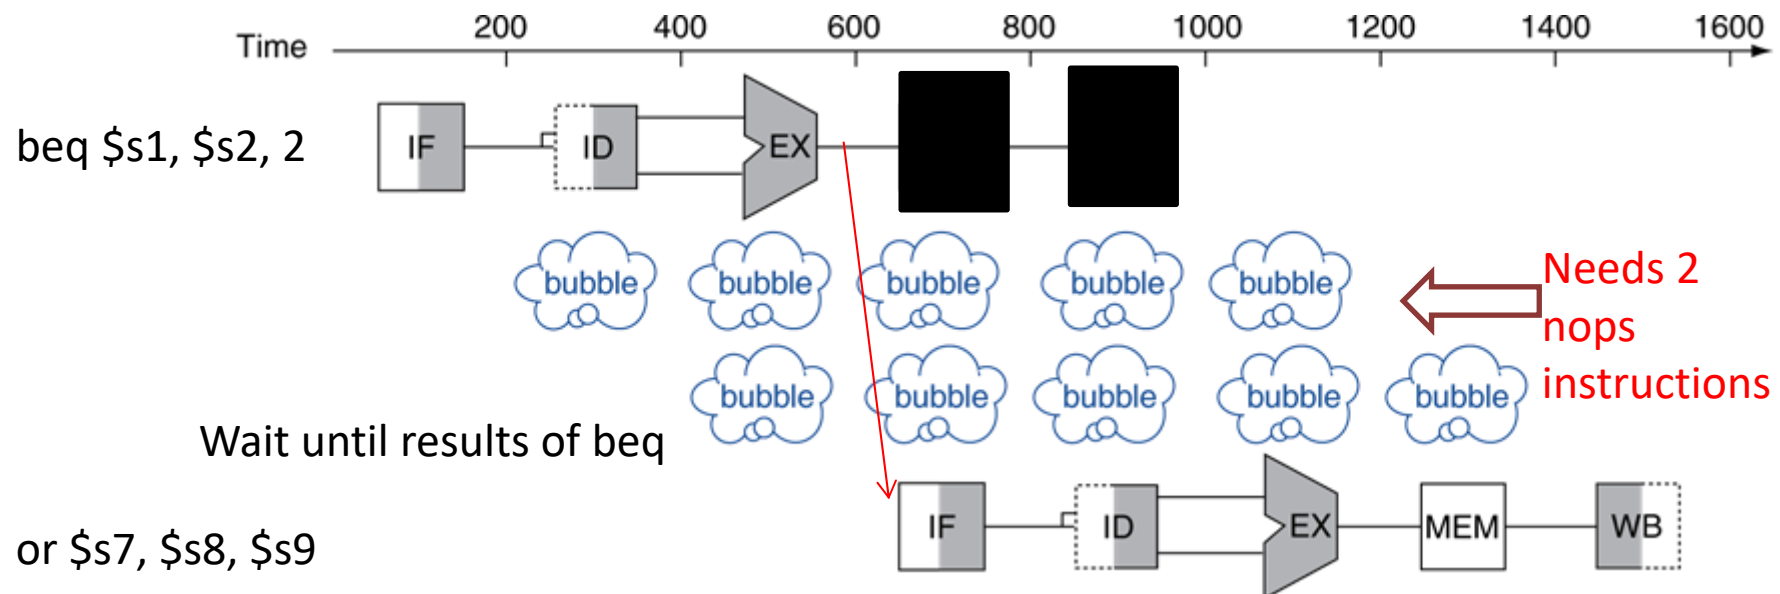 200 400 600 800 1000 1200 1400 1600
Time
beq $s1, $s2, 2 IF ID EX
bubble bubble bubble bubble bubble
Needs 2
nops
instructions
bubble bubble bubble bubble bubble
Wait until results of beq
or $s7, $s8, $s9 IF ID EX MEM WB